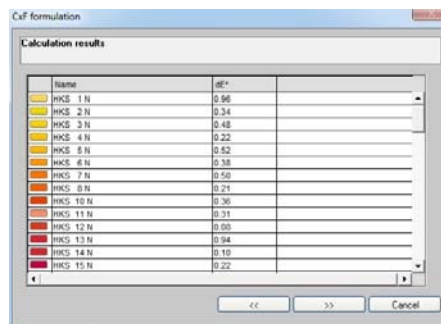 CxF formulation
Calculation results
Name dE*
HKS 1 N 0.96
HKS 2 N 0.34
HKS 3 N 0.48
HKS 4 N 0.22
HKS 5 N 0.52
HKS 6 N 0.38
HKS 7 N 0.50
HKS 8 N 0.21
HKS 10 N 0.36
HKS 11 N 0.31
HKS 12 N 0.08
HKS 13 N 0.94
HKS 14 N 0.10
HKS 15 N 0.22
<< >> Cancel